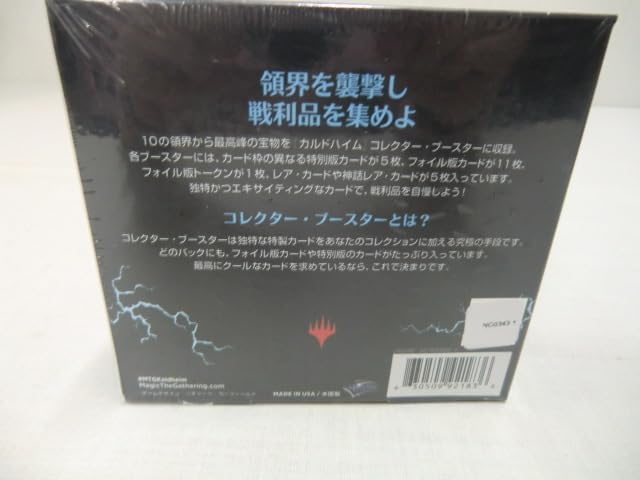 領界を襲撃し
戦利品を集めよ
10の領界から最高峰の宝物を『カルドハイム』コレクター・ブースターに収録。
各ブースターには、カード枠の異なる特別版カードが5枚、フォイル版カードが11枚、
フォイル版トークンが1枚、レア・カードや神話レア・カードが5枚入っています。
独特かつエキサイティングなカードで、戦利品を自慢しよう!
コレクター・ブースターとは?
コレクター・ブースターは独特な特製カードをあなたのコレクションに加える究極の手段です。
どのパックにも、フォイル版カードや特別版のカードがたっぷり入っています。
最高にクールなカードを求めているなら、これで決まりです。
NC0343
#MTGKaldheim
MagicTheGathering.com
MADE IN USA / 米国製
30509 92183